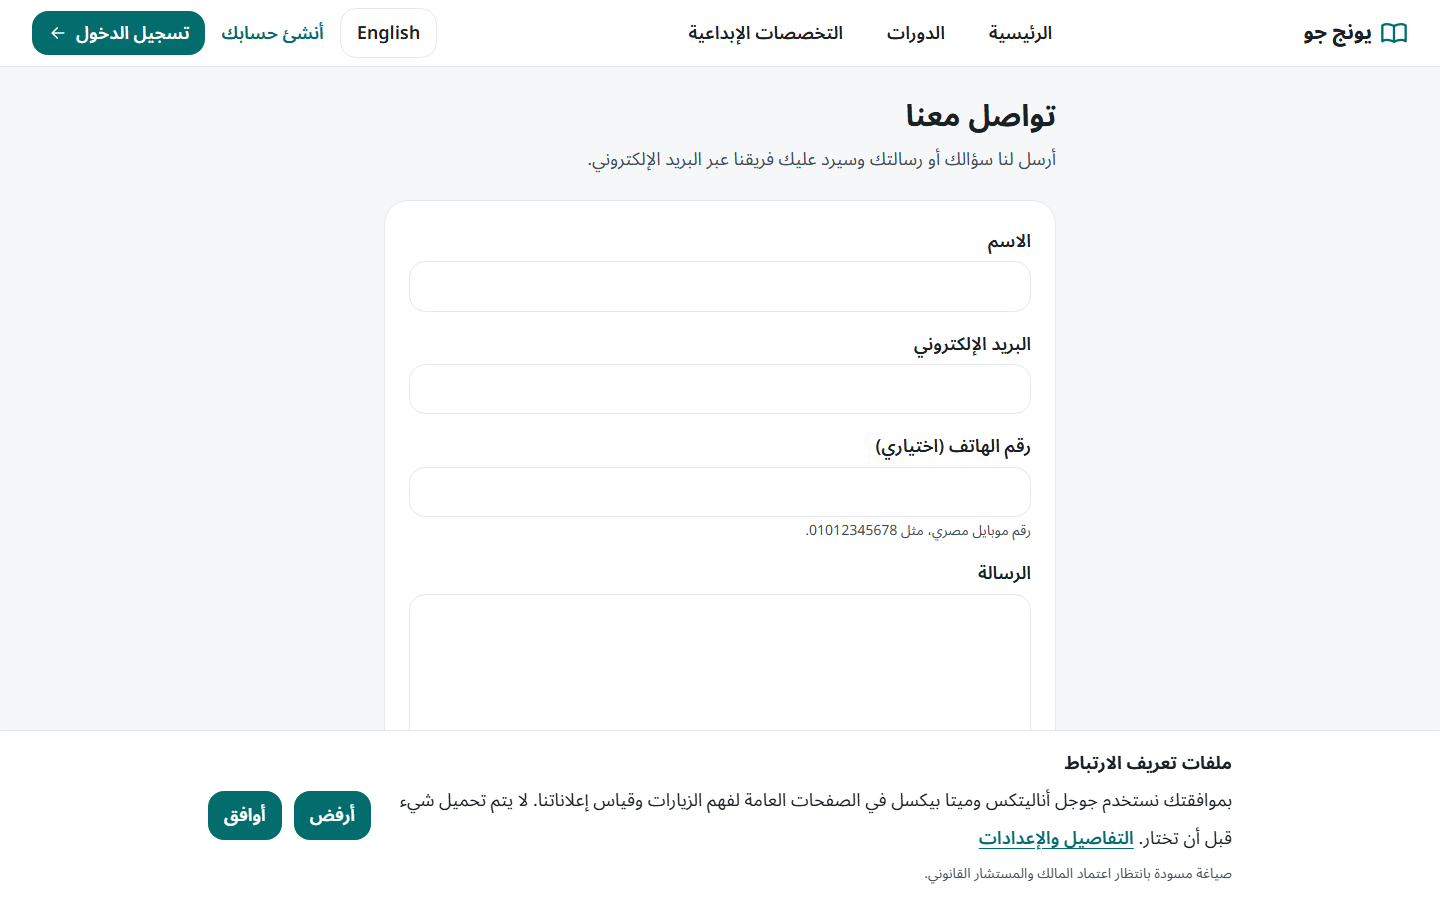 يونج جو
الرئيسية
الدورات
التخصصات الإبداعية
English
أنشئ حسابك
تسجيل الدخول ←
تواصل معنا
أرسل لنا سؤالك أو رسالتك وسيرد عليك فريقنا عبر البريد الإلكتروني.
الاسم
البريد الإلكتروني
رقم الهاتف (اختياري)
رقم موبايل مصري، مثل 01012345678.
الرسالة
ملفات تعريف الارتباط
بموافقتك نستخدم جوجل أناليتكس وميتا بيكسل في الصفحات العامة لفهم الزيارات وقياس إعلاناتنا. لا يتم تحميل شيء
قبل أن تختار. التفاصيل والإعدادات
صياغة مسودة بانتظار اعتماد المالك والمستشار القانوني.
أرفض
أوافق